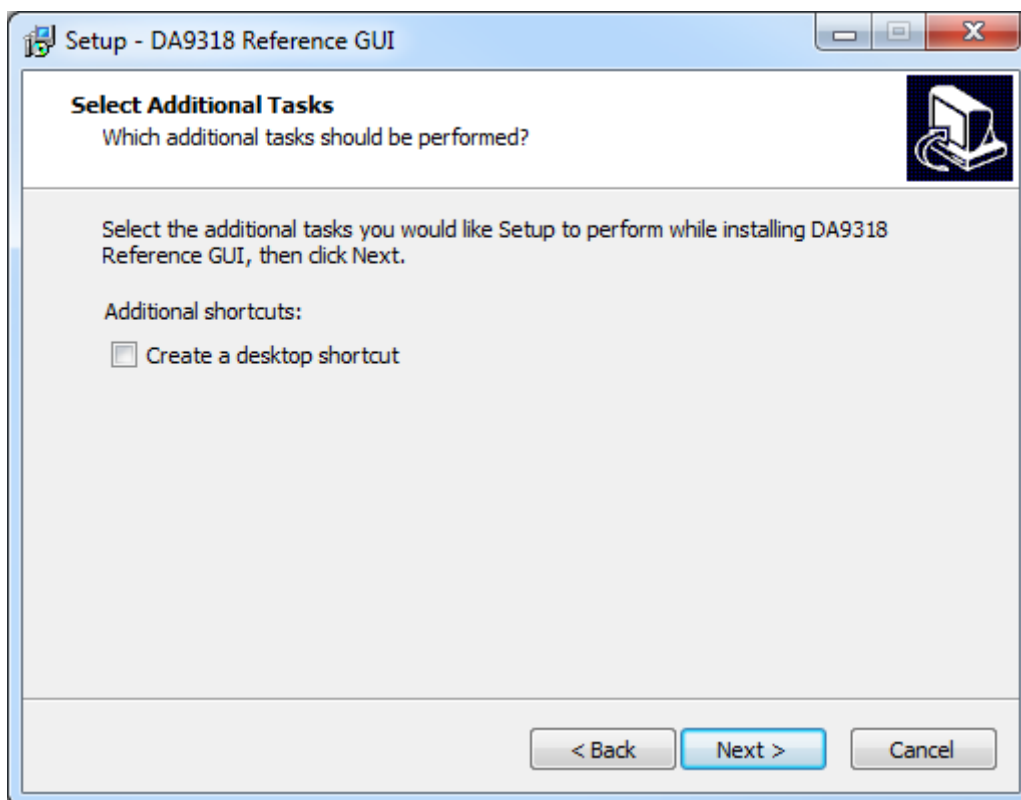 Setup - DA9318 Reference GUI
Select Additional Tasks
Which additional tasks should be performed?
Select the additional tasks you would like Setup to perform while installing DA9318
Reference GUI, then click Next.
Additional shortcuts:
Create a desktop shortcut
< Back Next > Cancel